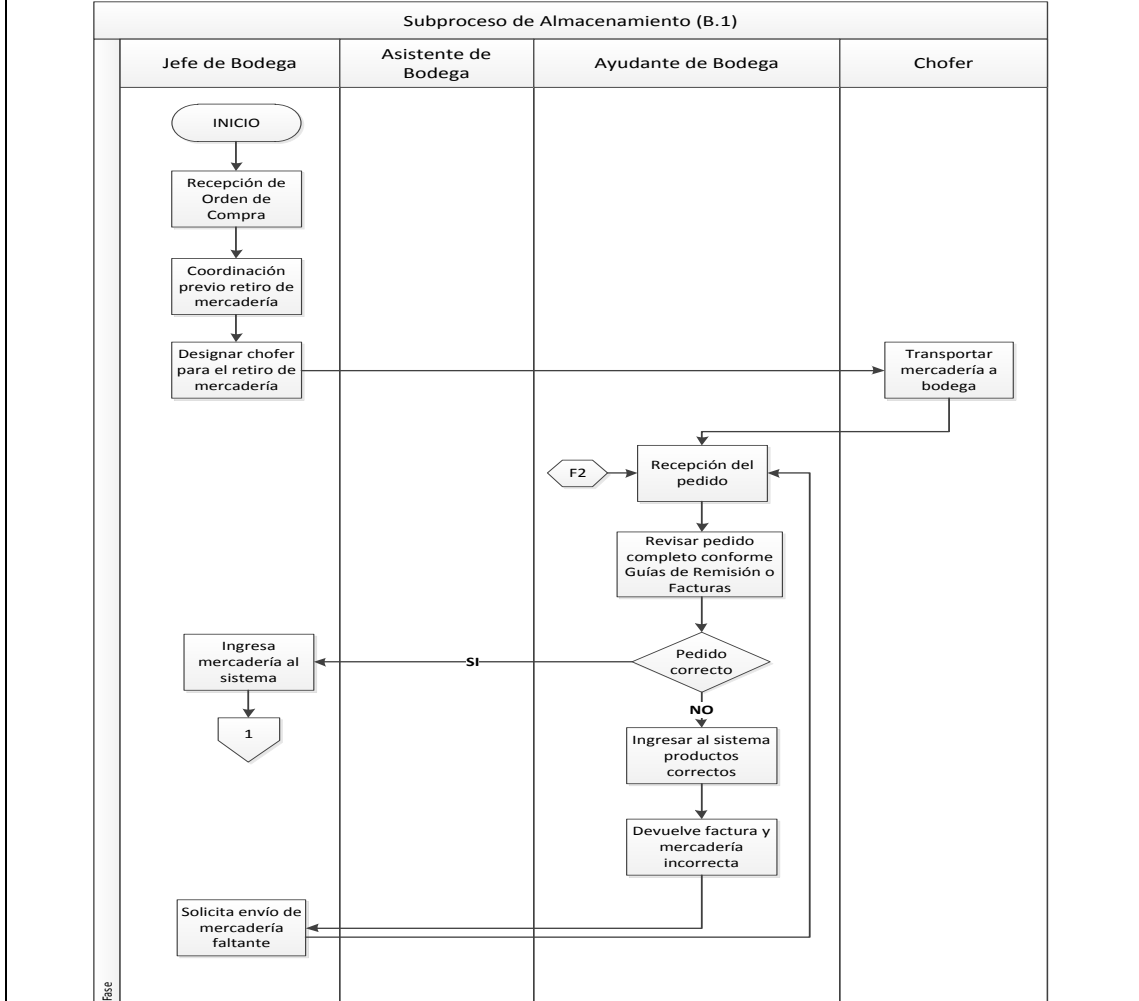 Subproceso de Almacenamiento (B.1)
Jefe de Bodega
Asistente de
Bodega
Ayudante de Bodega
Chofer
INICIO
Recepción de
Orden de
Compra
Coordinación
previo retiro de
mercadería
Designar chofer
para el retiro de
mercadería
Transportar
mercadería a
bodega
F2
Recepción del
pedido
Revisar pedido
completo conforme
Guías de Remisión o
Facturas
Pedido
correcto
SI
Ingresa
mercadería al
sistema
1
NO
Ingresar al sistema
productos
correctos
Devuelve factura y
mercadería
incorrecta
Solicita envío de
mercadería
faltante
Fase